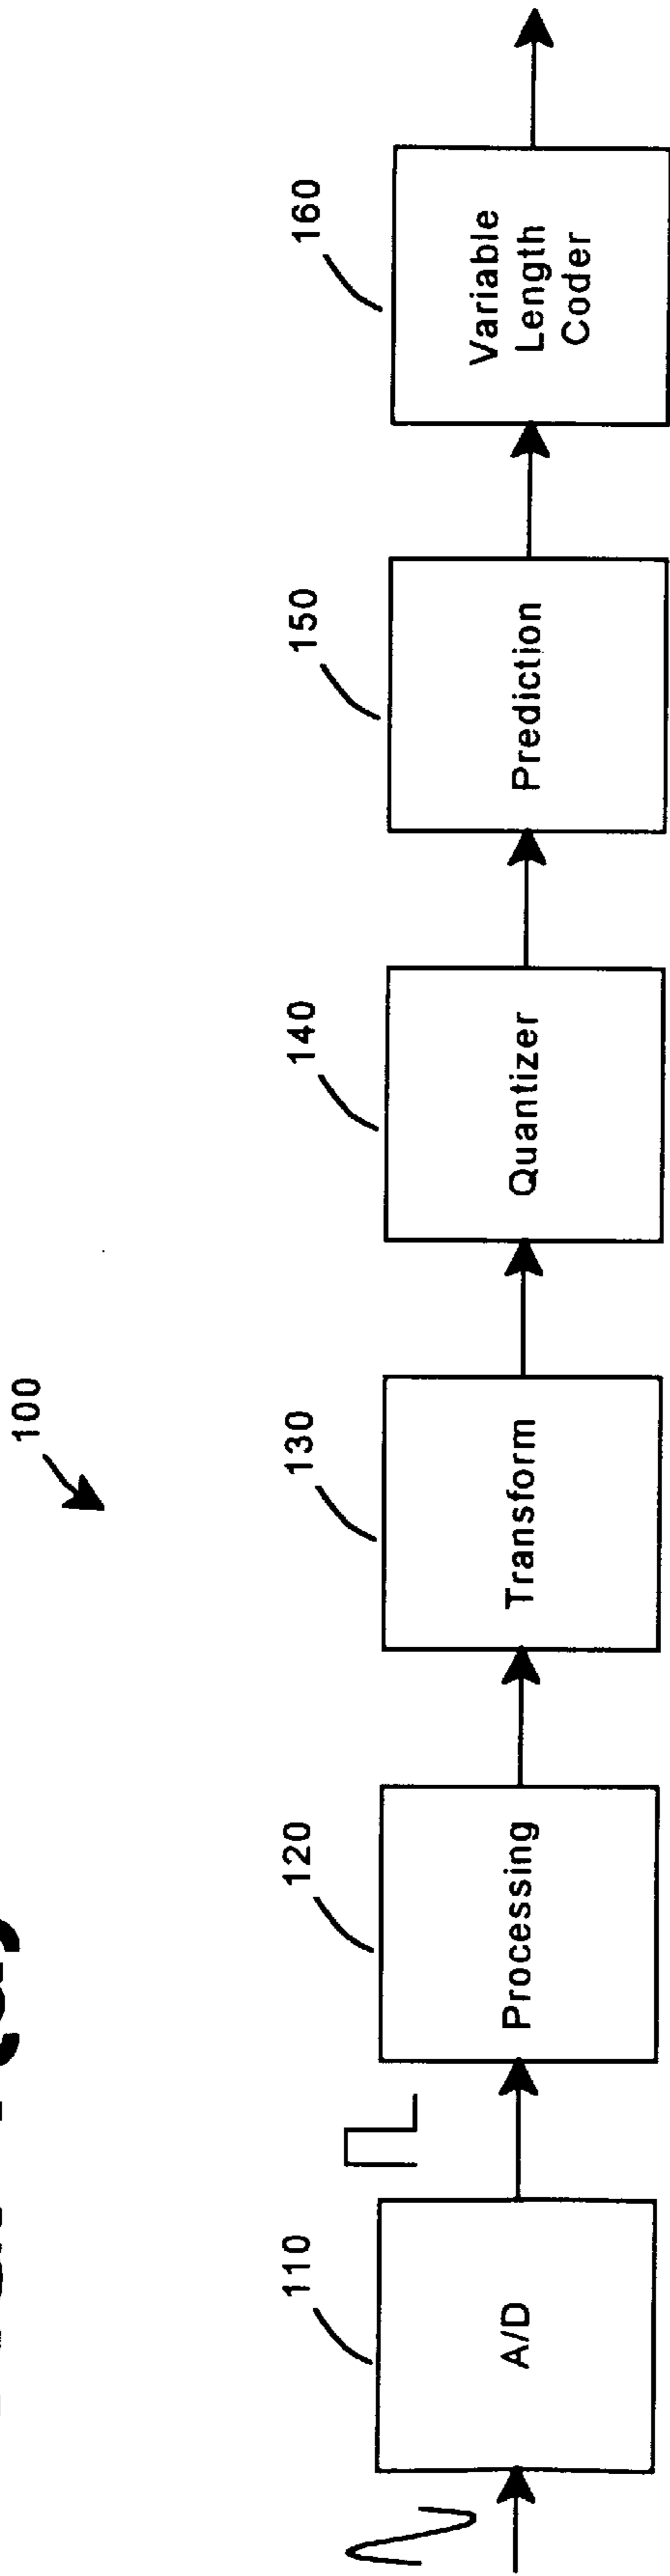 100
110
A/D
120
Processing
130
Transform
140
Quantizer
150
Prediction
160
Variable
Length
Coder